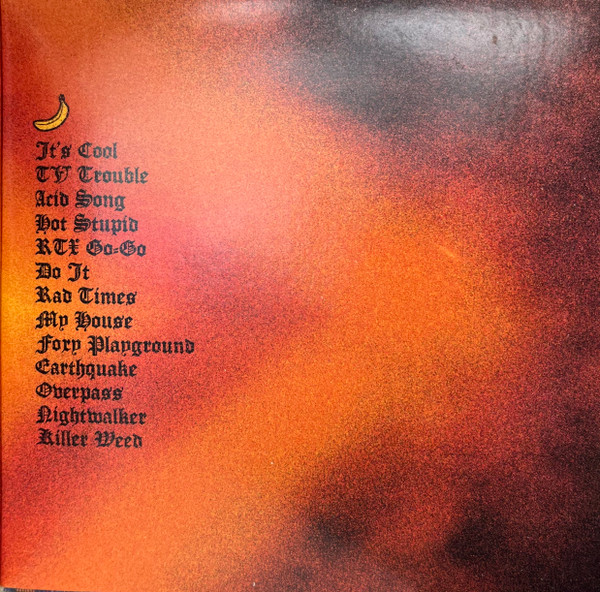 It's Cool
TV Trouble
Acid Song
Hot Stupid
RTX Go-Go
Do It
Rad Times
My House
Foxy Playground
Earthquake
Overpass
Nightwalker
Killer Weed